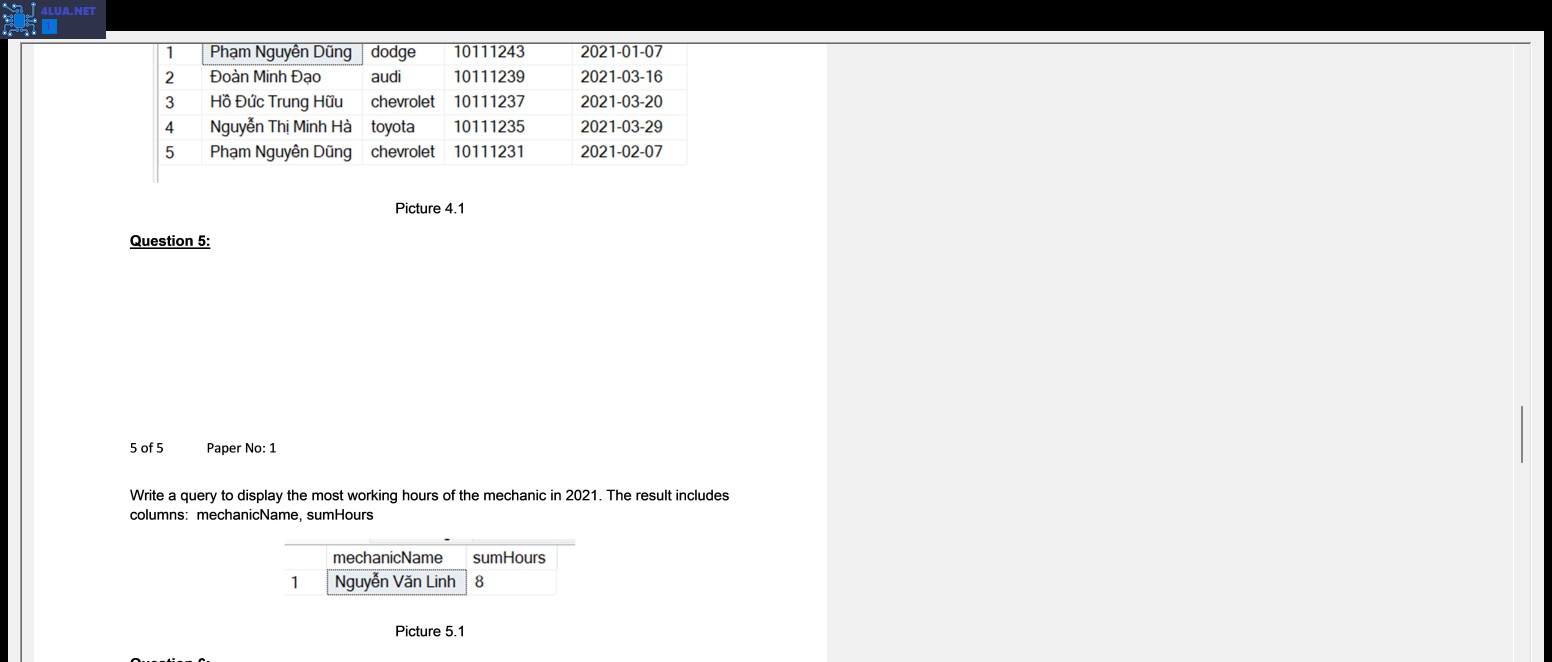 4LUA.NET
1
1 Phạm Nguyên Dũng dodge 10111243 2021-01-07
2 Đoàn Minh Đạo audi 10111239 2021-03-16
3 Hồ Đức Trung Hữu chevrolet 10111237 2021-03-20
4 Nguyễn Thị Minh Hà toyota 10111235 2021-03-29
5 Phạm Nguyên Dũng chevrolet 10111231 2021-02-07
Picture 4.1
Question 5:
5 of 5 Paper No: 1
Write a query to display the most working hours of the mechanic in 2021. The result includes
columns: mechanicName, sumHours
mechanicName sumHours
1 Nguyễn Văn Linh 8
Picture 5.1